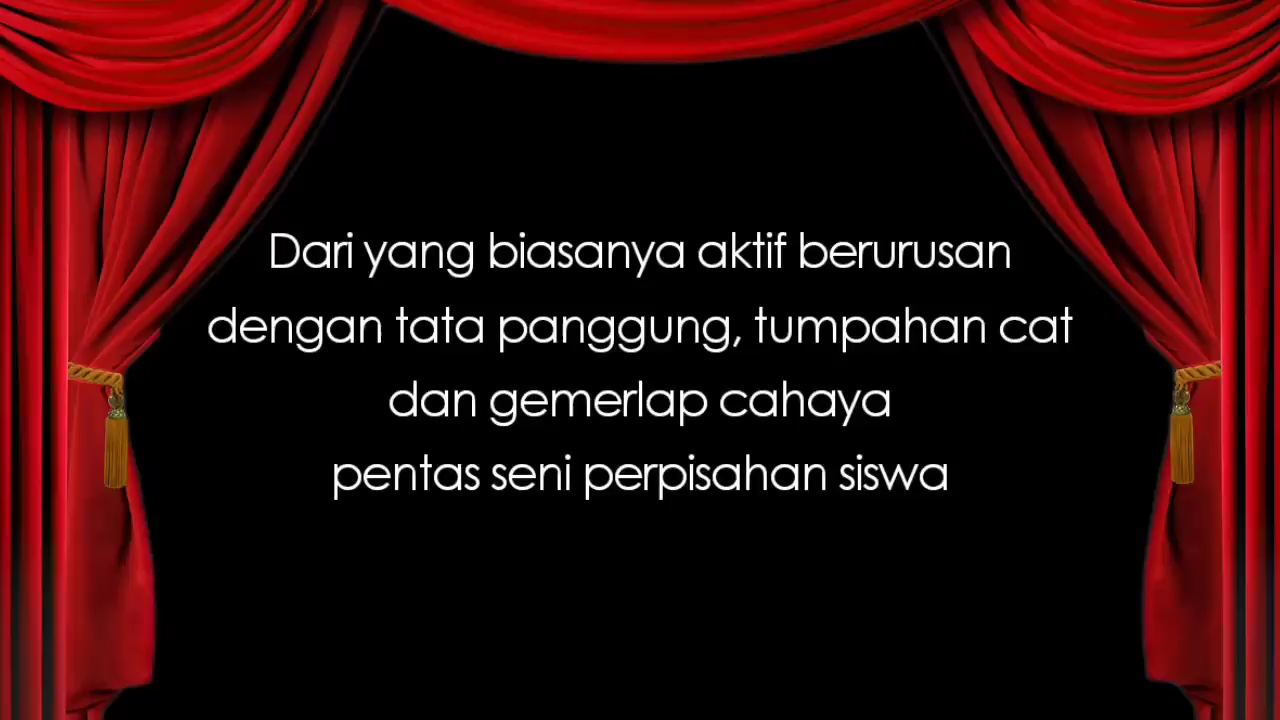 Dari yang biasanya aktif berurusan
dengan tata panggung, tumpahan cat
dan gemerlap cahaya
pentas seni perpisahan siswa